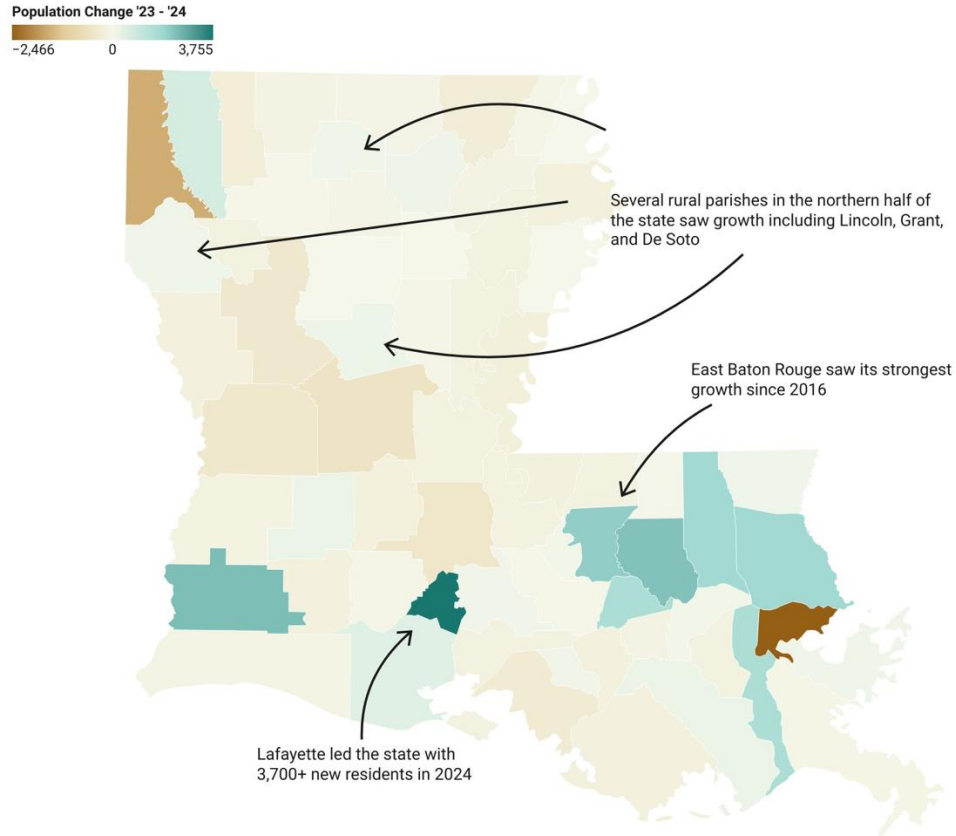 Population Change '23 - '24
−2,466 0 3,755
Several rural parishes in the northern half of
the state saw growth including Lincoln, Grant,
and De Soto
East Baton Rouge saw its strongest
growth since 2016
Lafayette led the state with
3,700+ new residents in 2024